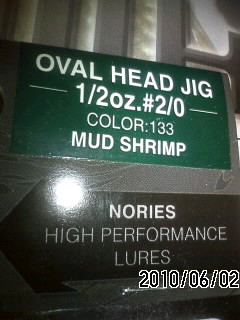 OVAL HEAD JIG
1/2oz.#2/0
COLOR:133
MUD SHRIMP
NORIES
HIGH PERFORMANCE
LURES
2010/06/02